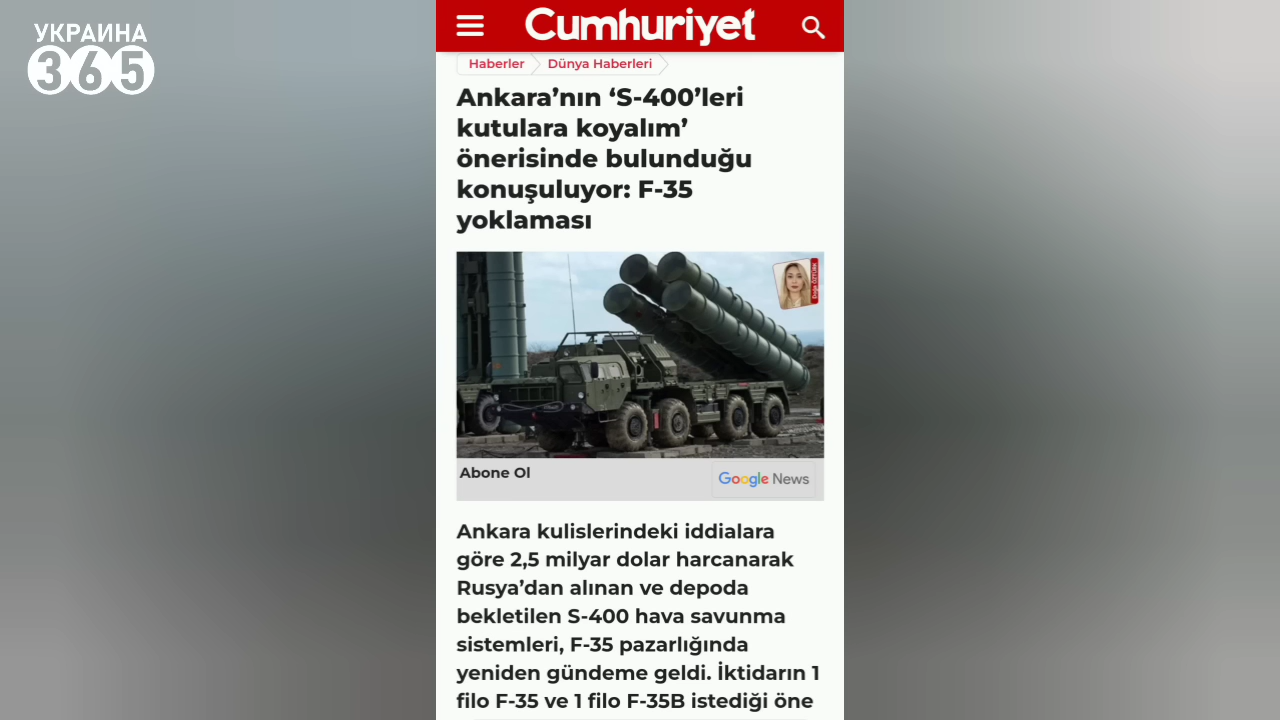 УКРАИНА
365
Cumhuriyet
Haberler
Dünya Haberleri
Ankara’nın ‘S-400’leri
kutulara koyalım’
önerisinde bulunduğu
konuşuluyor: F-35
yoklaması
Doğa ÖZTÜRK
Abone Ol
Google News
Ankara kulislerindeki iddialara
göre 2,5 milyar dolar harcanarak
Rusya’dan alınan ve depoda
bekletilen S-400 hava savunma
sistemleri, F-35 pazarlığında
yeniden gündeme geldi. İktidarın 1
filo F-35 ve 1 filo F-35B istediği öne